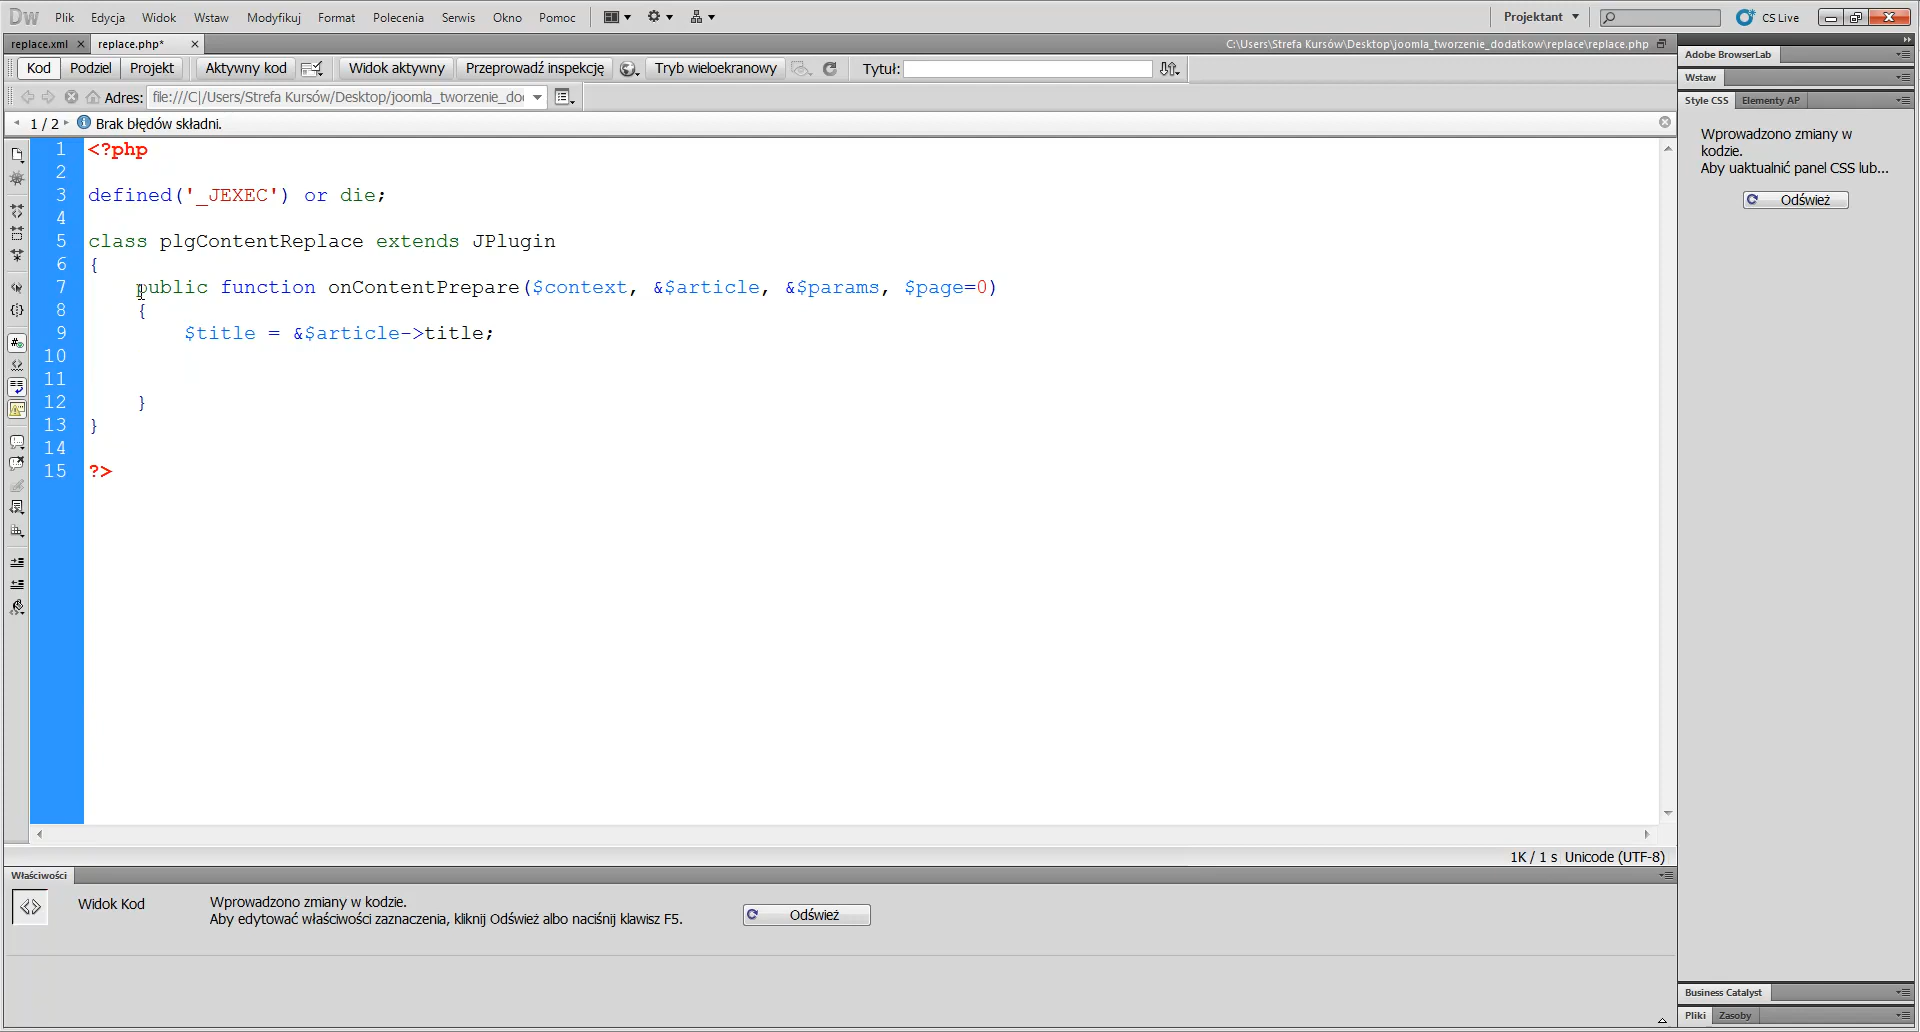 Dw Plik Edycja Widok Wstaw Modyfikuj Format Polecenia Serwis Okno Pomoc Projektant CS Live
replace.xml replace.php* C:\Users\Strefa Kursów\Desktop\joomla_tworzenie_dodatkow\replace\replace.php
Kod Podziel Projekt Aktywny kod Widok aktywny Przeprowadź inspekcję Tryb wieloekranowy Tytuł:
Adres: file:///C|/Users/Strefa Kursów/Desktop/joomla_tworzenie_do
1 / 2 Brak błędów składni.
1 <?php
2
3 defined('_JEXEC') or die;
4
5 class plgContentReplace extends JPlugin
6 {
7 public function onContentPrepare($context, &$article, &$params, $page=0)
8 {
9 $title = &$article->title;
10
11
12 }
13 }
14
15 ?>
1K / 1 s Unicode (UTF-8)
Właściwości
Widok Kod
Wprowadzono zmiany w kodzie.
Aby edytować właściwości zaznaczenia, kliknij Odśwież albo naciśnij klawisz F5.
Odśwież
Adobe BrowserLab
Wstaw
Style CSS Elementy AP
Wprowadzono zmiany w
kodzie.
Aby uaktualnić panel CSS lub...
Odśwież
Business Catalyst
Pliki Zasoby